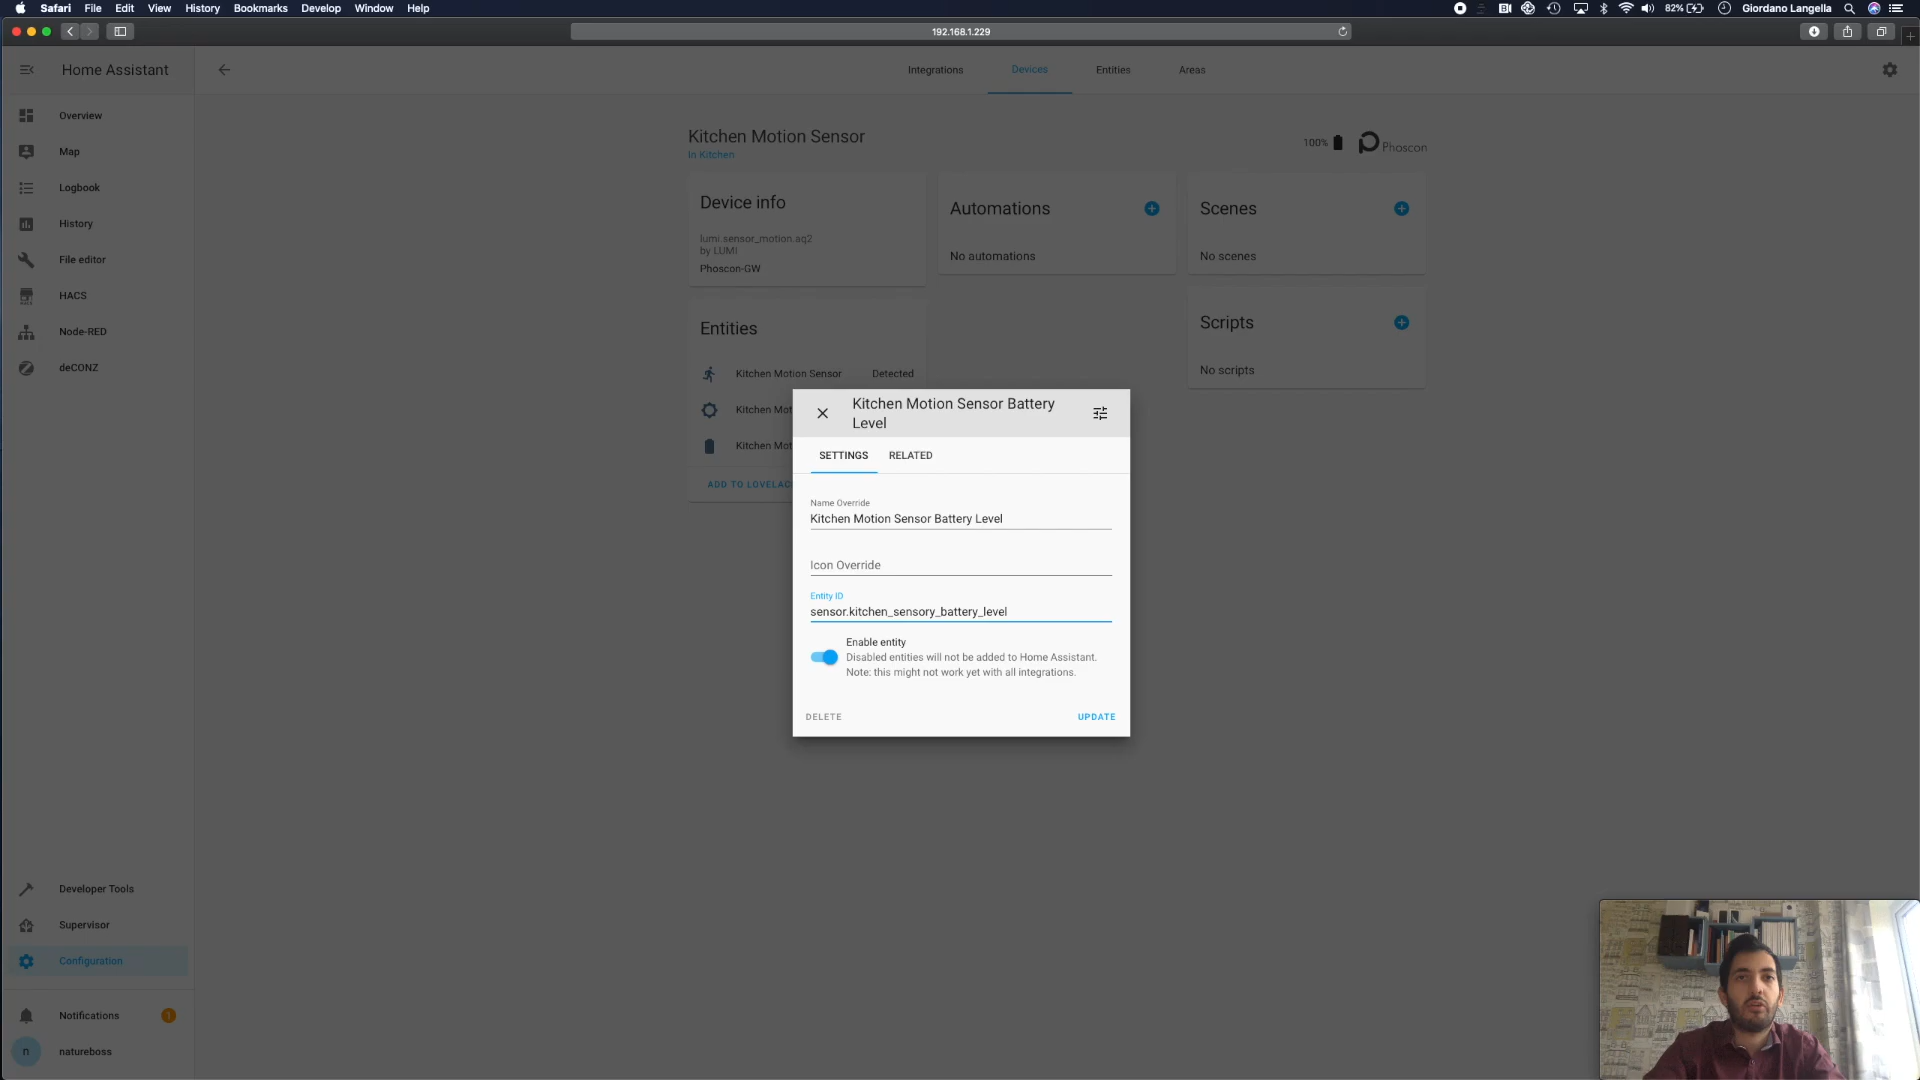 Safari File Edit View History Bookmarks Develop Window Help
82% Giordano Langella
192.168.1.229
Home Assistant
Integrations Devices Entities Areas
Overview
Map
Logbook
History
File editor
HACS
Node-RED
deCONZ
Developer Tools
Supervisor
Configuration
Notifications 1
n natureboss
Kitchen Motion Sensor
In Kitchen
100% Phoscon
Device info
lumi.sensor_motion.aq2
by LUMI
Phoscon-GW
Automations
No automations
Scenes
No scenes
Scripts
No scripts
Entities
Kitchen Motion Sensor Detected
Kitchen Mot
Kitchen Mot
ADD TO LOVELAC
Kitchen Motion Sensor Battery
Level
SETTINGS RELATED
Name Override
Kitchen Motion Sensor Battery Level
Icon Override
Entity ID
sensor.kitchen_sensory_battery_level
Enable entity
Disabled entities will not be added to Home Assistant.
Note: this might not work yet with all integrations.
DELETE UPDATE